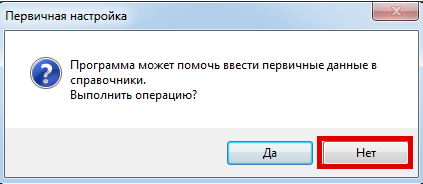 Первичная настройка
Программа может помочь ввести первичные данные в
справочники.
Выполнить операцию?
Да
Нет